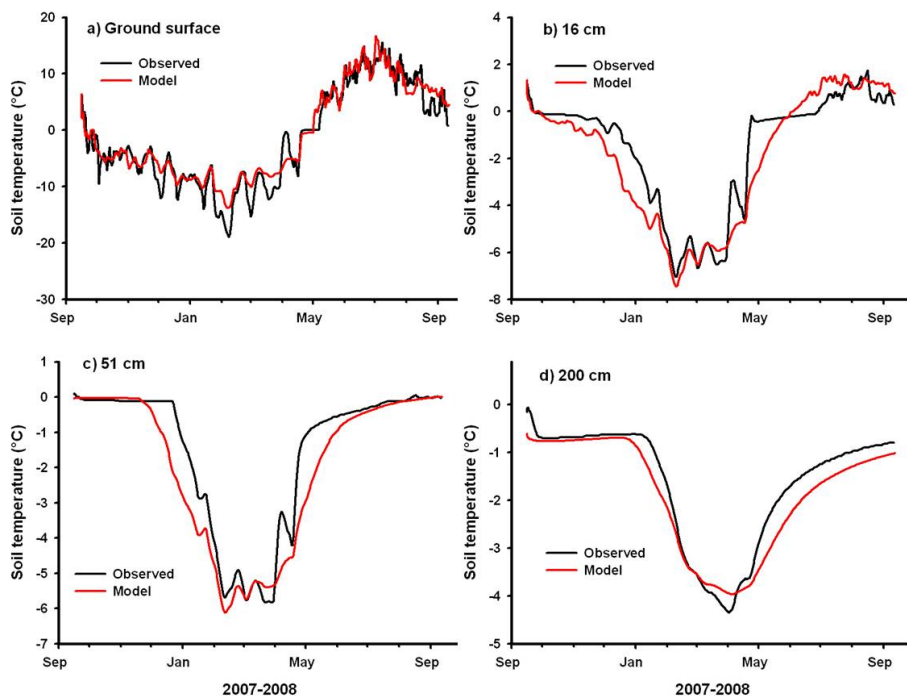 a) Ground surface
Observed
Model
Soil temperature (°C)
20
10
0
-10
-20
-30
Sep
Jan
May
Sep
b) 16 cm
Observed
Model
Soil temperature (°C)
4
2
0
-2
-4
-6
-8
Sep
Jan
May
Sep
c) 51 cm
Observed
Model
Soil temperature (°C)
1
0
-1
-2
-3
-4
-5
-6
-7
Sep
Jan
May
Sep
2007-2008
d) 200 cm
Observed
Model
Soil temperature (°C)
0
-1
-2
-3
-4
-5
Sep
Jan
May
Sep
2007-2008